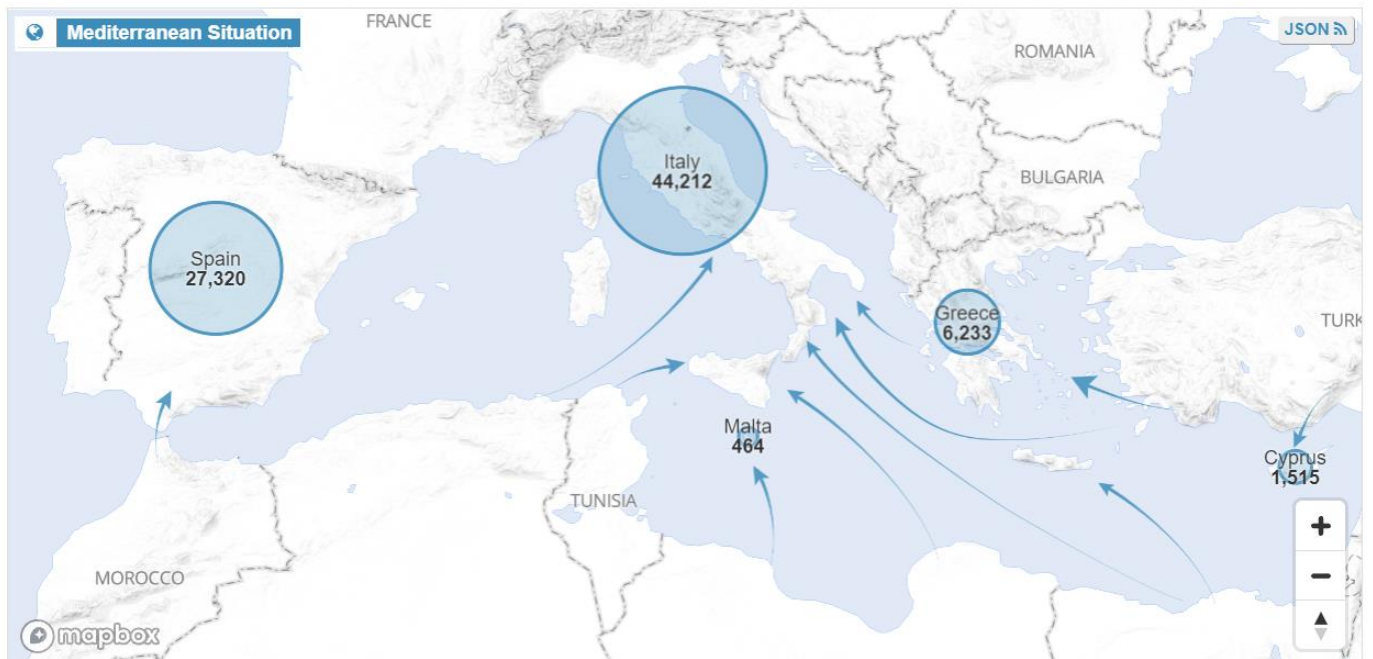 Mediterranean Situation
FRANCE
JSON
ROMANIA
Italy
44,212
BULGARIA
Spain
27,320
Greece
6,233
TURK
Malta
464
Cyprus
1,515
TUNISIA
+
−
MOROCCO
mapbox